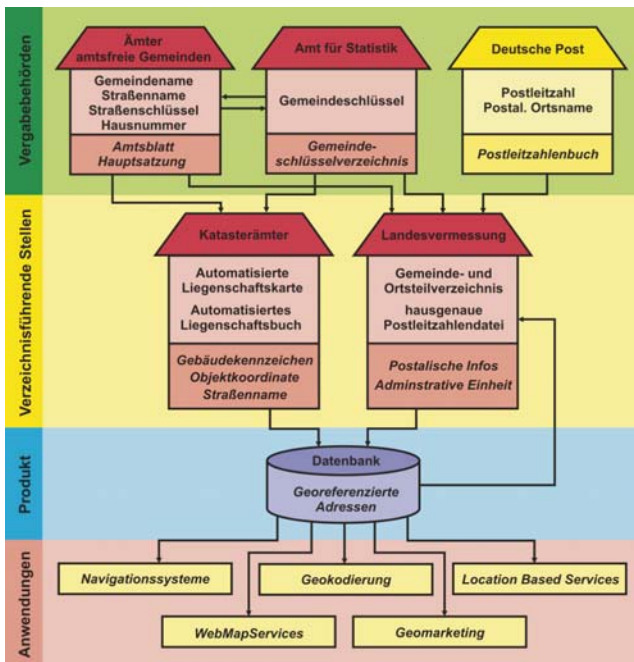 Vergabebehörden
Ämter
amtsfreie Gemeinden
Gemeindename
Straßenname
Straßenschlüssel
Hausnummer
Amtsblatt
Hauptsatzung
Amt für Statistik
Gemeindeschlüssel
Gemeinde-
schlüsselverzeichnis
Deutsche Post
Postleitzahl
Postal. Ortsname
Postleitzahlenbuch
Verzeichnisführende Stellen
Katasterämter
Automatisierte
Liegenschaftskarte
Automatisiertes
Liegenschaftsbuch
Gebäudekennzeichen
Objektkoordinate
Straßenname
Landesvermessung
Gemeinde- und
Ortsteilverzeichnis
hausgenaue
Postleitzahlendatei
Postalische Infos
Adminstrative Einheit
Produkt
Datenbank
Georeferenzierte
Adressen
Anwendungen
Navigationssysteme
Geokodierung
Location Based Services
WebMapServices
Geomarketing